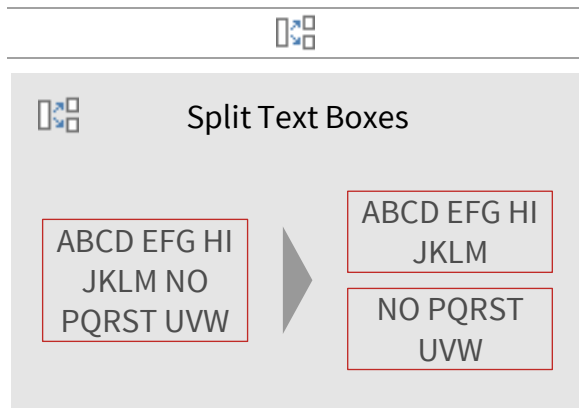 Split Text Boxes
ABCD EFG HI
JKLM NO
PQRST UVW
ABCD EFG HI
JKLM
NO PQRST
UVW